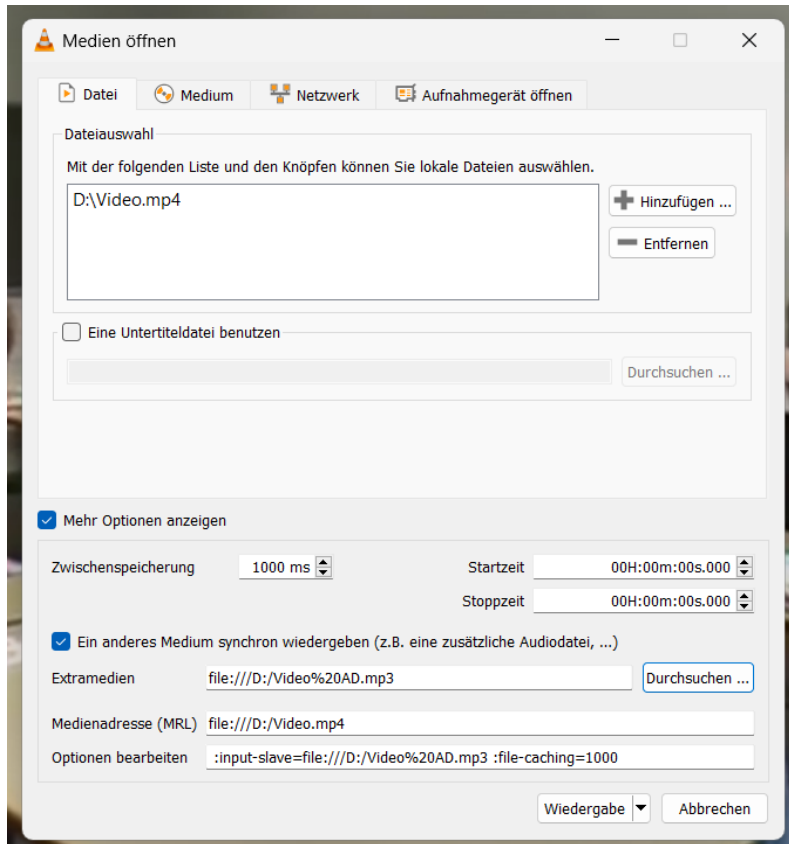 Medien öffnen
Datei Medium Netzwerk Aufnahmegerät öffnen
Dateiauswahl
Mit der folgenden Liste und den Knöpfen können Sie lokale Dateien auswählen.
D:\Video.mp4
Hinzufügen ...
Entfernen
Eine Untertiteldatei benutzen
Durchsuchen ...
Mehr Optionen anzeigen
Zwischenspeicherung 1000 ms Startzeit 00H:00m:00s.000
Stoppzeit 00H:00m:00s.000
Ein anderes Medium synchron wiedergeben (z.B. eine zusätzliche Audiodatei, ...)
Extramedien file:///D:/Video%20AD.mp3 Durchsuchen ...
Medienadresse (MRL) file:///D:/Video.mp4
Optionen bearbeiten :input-slave=file:///D:/Video%20AD.mp3 :file-caching=1000
Wiedergabe Abbrechen